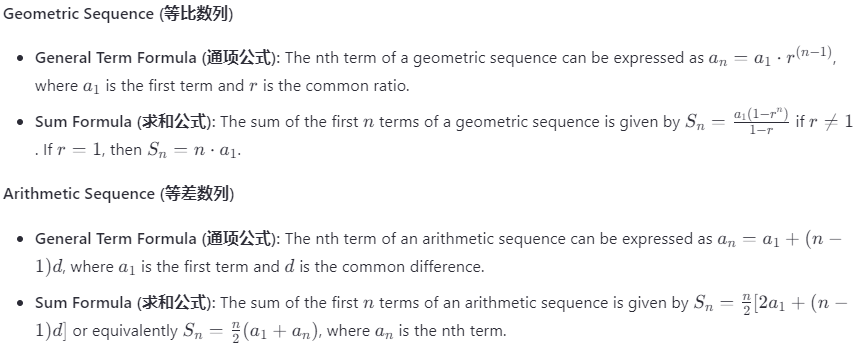 Geometric Sequence (等比数列)
• General Term Formula (通项公式): The nth term of a geometric sequence can be expressed as $a_n = a_1 \cdot r^{(n-1)}$,
where $a_1$ is the first term and $r$ is the common ratio.
• Sum Formula (求和公式): The sum of the first $n$ terms of a geometric sequence is given by $S_n = \frac{a_1(1-r^n)}{1-r}$ if $r \neq 1$
. If $r = 1$, then $S_n = n \cdot a_1$.
Arithmetic Sequence (等差数列)
• General Term Formula (通项公式): The nth term of an arithmetic sequence can be expressed as $a_n = a_1 + (n -$
$1)d$, where $a_1$ is the first term and $d$ is the common difference.
• Sum Formula (求和公式): The sum of the first $n$ terms of an arithmetic sequence is given by $S_n = \frac{n}{2}[2a_1 + (n -$
$1)d]$ or equivalently $S_n = \frac{n}{2}(a_1 + a_n)$, where $a_n$ is the nth term.